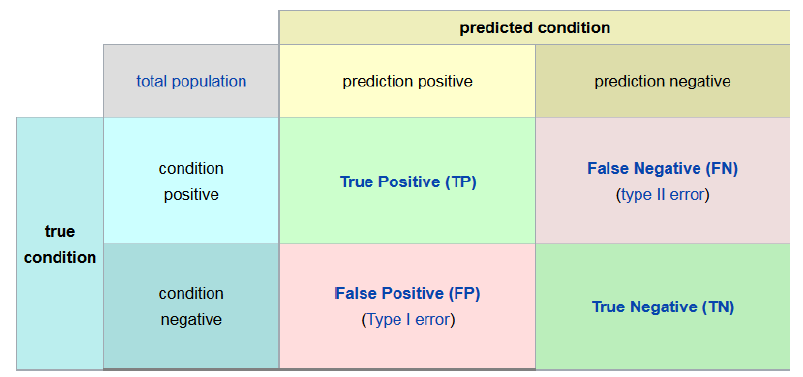 predicted condition
total population
prediction positive
prediction negative
true
condition
condition
positive
True Positive (TP)
False Negative (FN)
(type II error)
condition
negative
False Positive (FP)
(Type I error)
True Negative (TN)